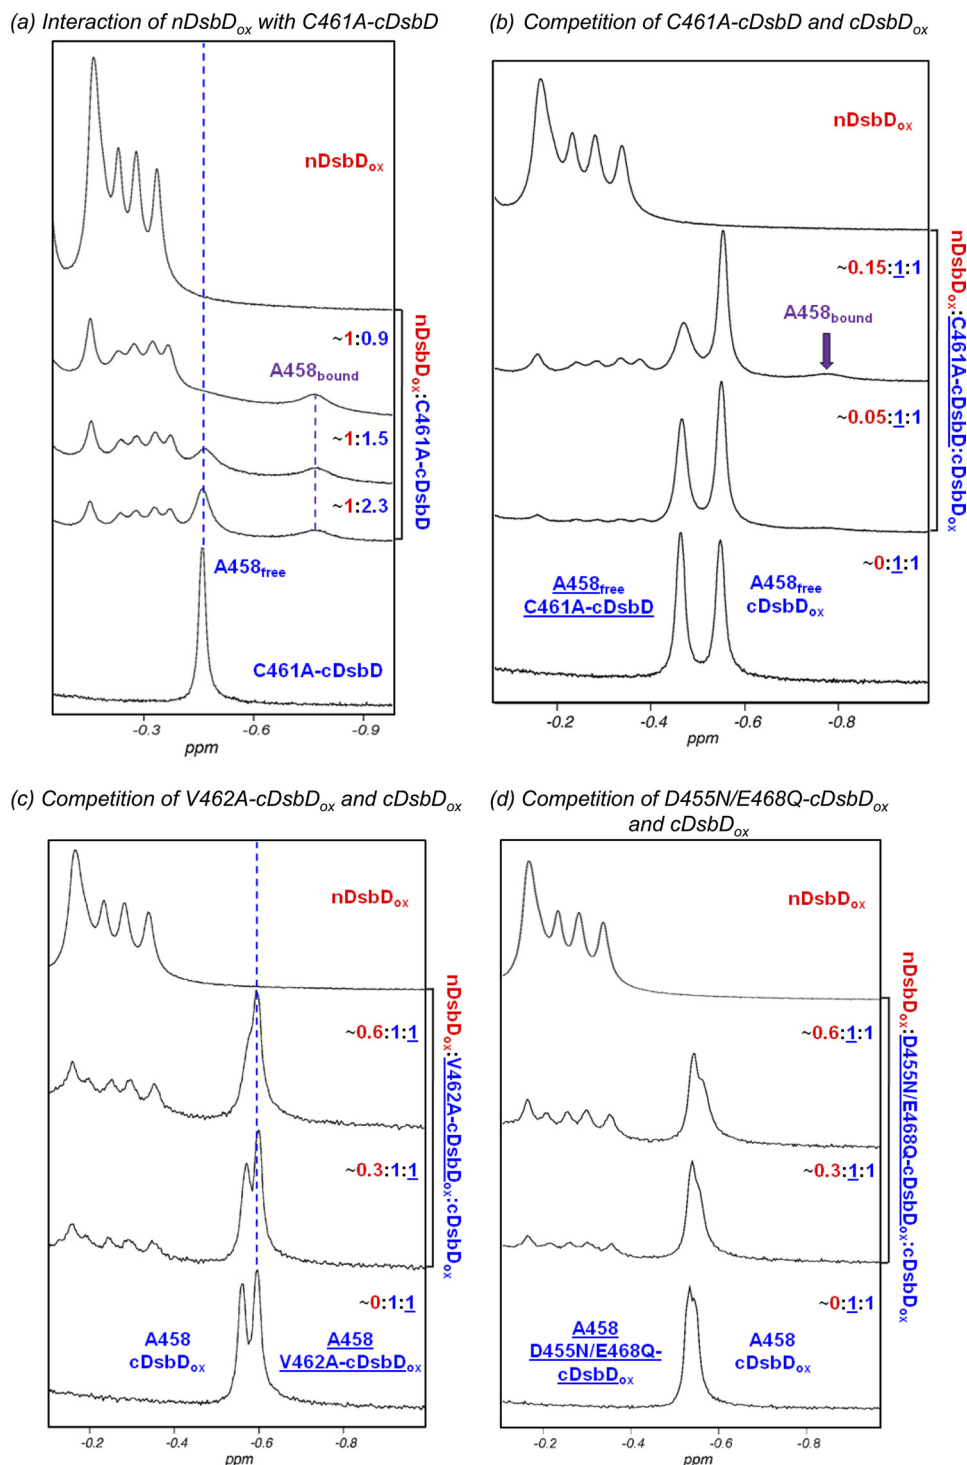 (a) Interaction of nDsbDox with C461A-cDsbD
nDsbDox
~1:0.9
A458bound
~1:1.5
~1:2.3
A458free
C461A-cDsbD
nDsbDox:C461A-cDsbD
-0.3 -0.6 -0.9
ppm
(b) Competition of C461A-cDsbD and cDsbDox
nDsbDox
~0.15:1:1
A458bound
~0.05:1:1
~0:1:1
A458free
C461A-cDsbD
A458free
cDsbDox
nDsbDox:C461A-cDsbD:cDsbDox
-0.2 -0.4 -0.6 -0.8
ppm
(c) Competition of V462A-cDsbDox and cDsbDox
nDsbDox
~0.6:1:1
~0.3:1:1
~0:1:1
A458
cDsbDox
A458
V462A-cDsbDox
nDsbDox:V462A-cDsbDox:cDsbDox
-0.2 -0.4 -0.6 -0.8
ppm
(d) Competition of D455N/E468Q-cDsbDox
and cDsbDox
nDsbDox
~0.6:1:1
~0.3:1:1
~0:1:1
A458
D455N/E468Q-
cDsbDox
A458
cDsbDox
nDsbDox:D455N/E468Q-cDsbDox:cDsbDox
-0.2 -0.4 -0.6 -0.8
ppm